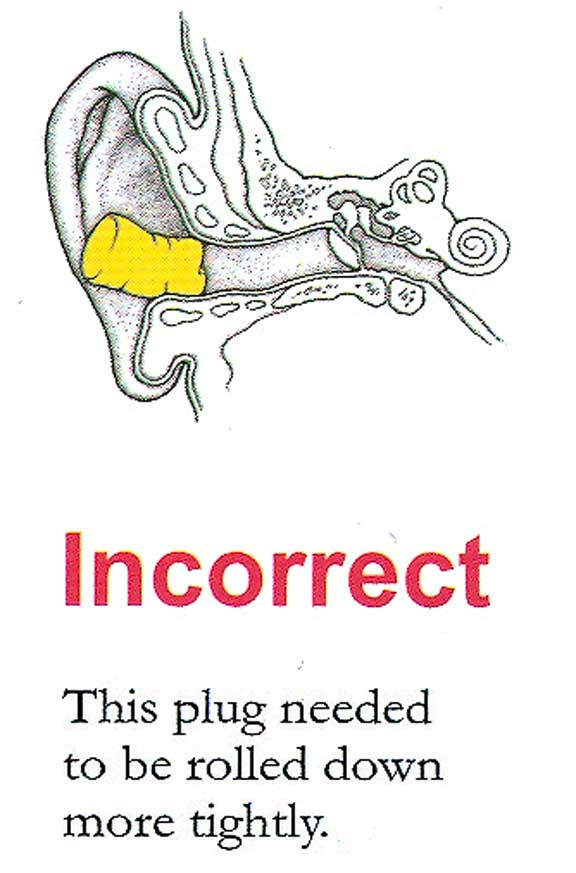 Incorrect
This plug needed
to be rolled down
more tightly.